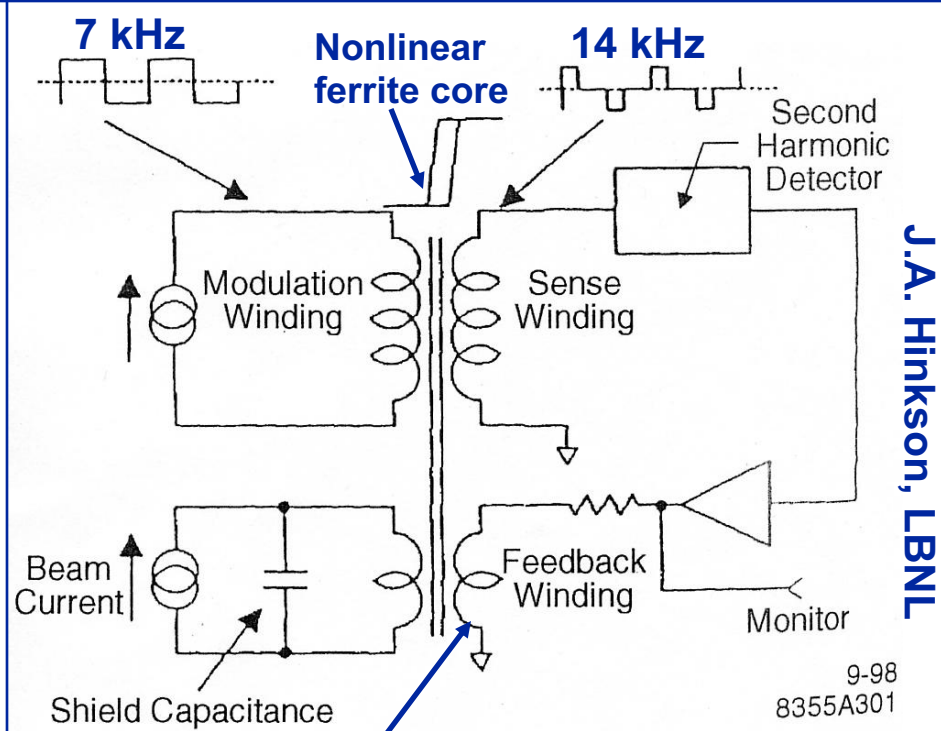 7 kHz
Nonlinear
ferrite core
14 kHz
Second
Harmonic
Detector
Modulation
Winding
Sense
Winding
Beam
Current
Feedback
Winding
Monitor
Shield Capacitance
9-98
8355A301
J.A. Hinkson, LBNL